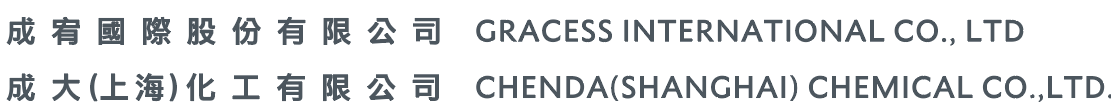 成宥國際股份有限公司 GRACESS INTERNATIONAL CO., LTD
成大(上海)化工有限公司 CHENDA(SHANGHAI) CHEMICAL CO.,LTD.